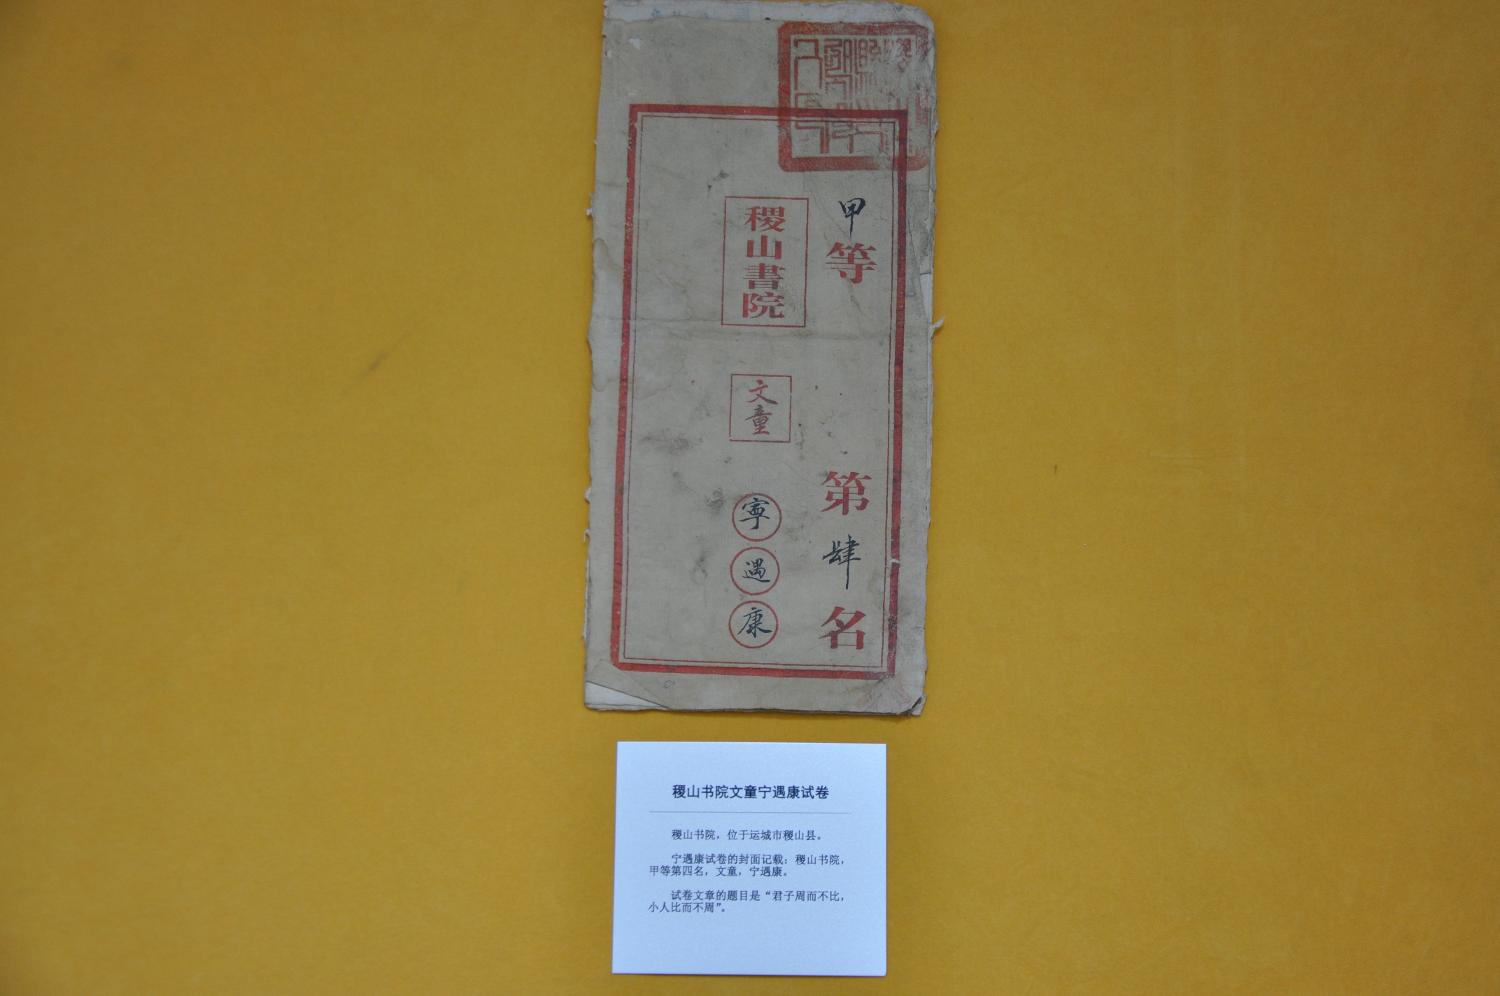 甲等 第肆名
稷山書院
文童
寧遇康
稷山书院文童宁遇康试卷
稷山书院，位于运城市稷山县。
宁遇康试卷的封面记载：稷山书院，
甲等第四名，文童，宁遇康。
试卷文章的题目是“君子周而不比，
小人比而不周”。